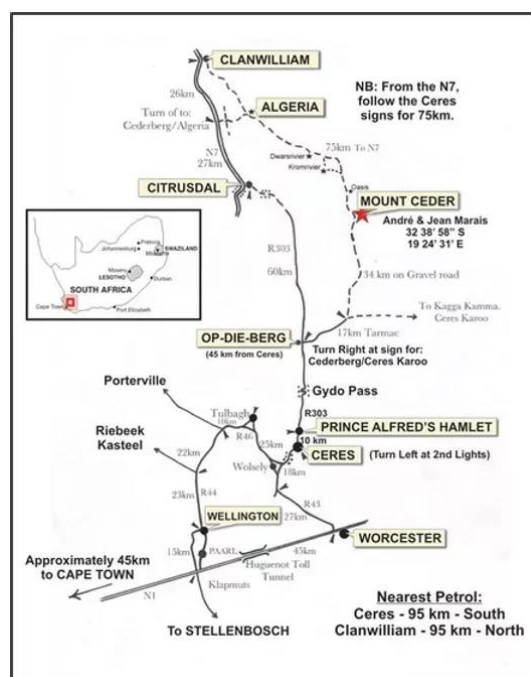 CLANWILLIAM
NB: From the N7,
follow the Ceres
signs for 75km.
26km
ALGERIA
Turn of to:
Cederberg/Algeria
N7
27km
Dwarsrivier
Kromrivier
75km To N7
Oasis
CITRUSDAL
MOUNT CEDER
André & Jean Marais
32 38' 58" S
19 24' 31' E
R303
60km
34 km on Gravel road
Pretoria
Johannesburg
SWAZILAND
Maseru
LESOTHO
Durban
SOUTH AFRICA
Cape Town
Port Elizabeth
To Kagga Kamma.
Ceres Karoo
17km Tarmac
OP-DIE-BERG
(45 km from Ceres)
Turn Right at sign for:
Cederberg/Ceres Karoo
Gydo Pass
Porterville
Tulbagh
10km
R46
25km
R303
PRINCE ALFRED'S HAMLET
10 km
CERES
(Turn Left at 2nd Lights)
Riebeek
Kasteel
22km
Wolsely
18km
23km
R44
R43
27km
WELLINGTON
WORCESTER
15km
PAARL
45km
Huguenot Toll
Tunnel
Approximately 45km
to CAPE TOWN
N1
Klapmuts
To STELLENBOSCH
Nearest Petrol:
Ceres - 95 km - South
Clanwilliam - 95 km - North